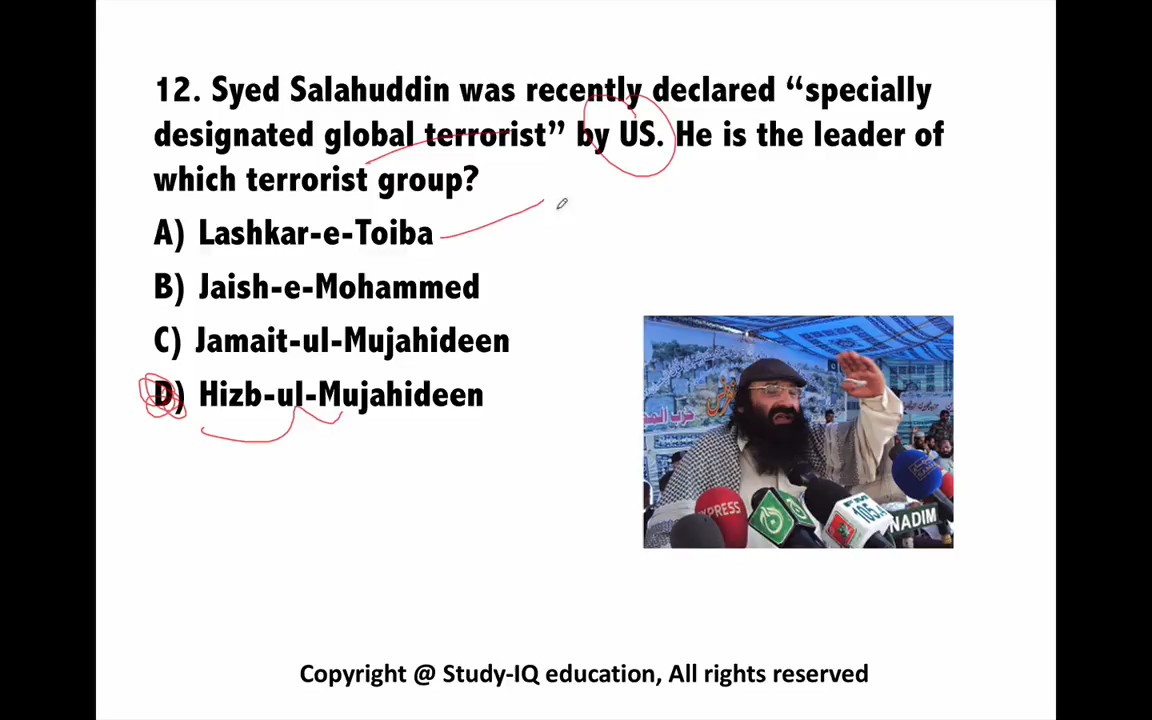 12. Syed Salahuddin was recently declared “specially
designated global terrorist” by US. He is the leader of
which terrorist group?
A) Lashkar-e-Toiba
B) Jaish-e-Mohammed
C) Jamait-ul-Mujahideen
D) Hizb-ul-Mujahideen
EXPRESS
105
NADIM
Copyright @ Study-IQ education, All rights reserved